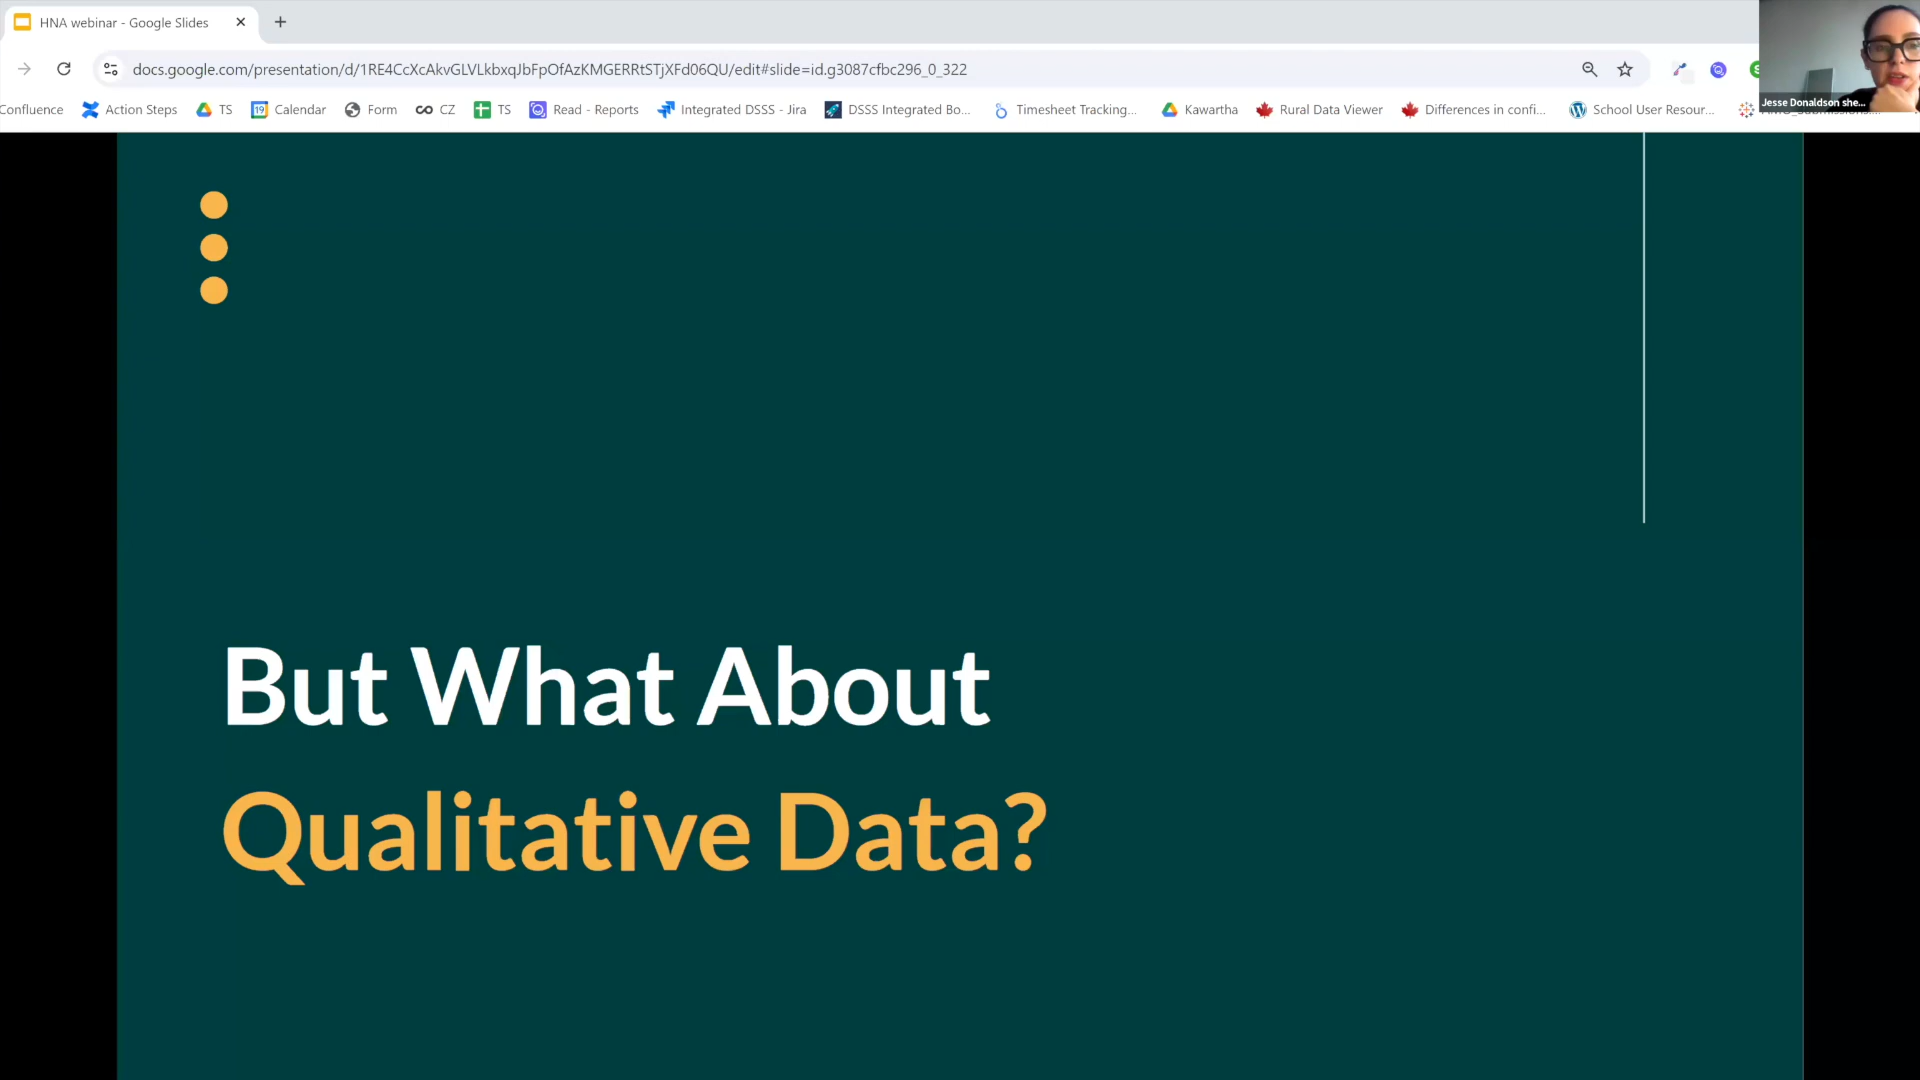 HNA webinar - Google Slides
docs.google.com/presentation/d/1RE4CcXcAkvGLVLkbxqJbFpOfAzKMGERRtSTjXFd06QU/edit#slide=id.g3087cfbc296_0_322
Confluence Action Steps TS 19 Calendar Form CZ TS Read - Reports Integrated DSSS - Jira DSSS Integrated Bo... Timesheet Tracking... Kawartha Rural Data Viewer Differences in confi... School User Resour...
Jesse Donaldson she...
But What About
Qualitative Data?